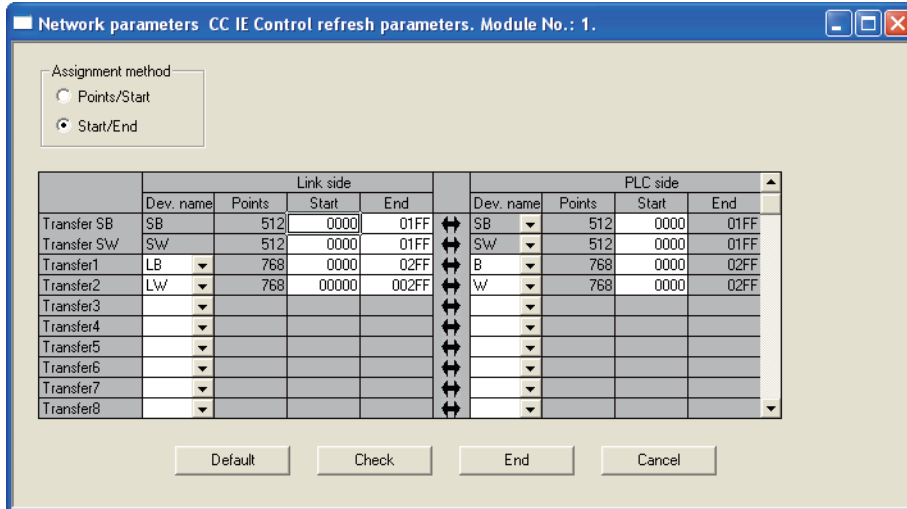 Network parameters  CC IE Control refresh parameters. Module No.: 1.
Assignment method
Points/Start
Start/End
Link side PLC side
Dev. name Points Start End Dev. name Points Start End
Transfer SB SB 512 0000 01FF SB 512 0000 01FF
Transfer SW SW 512 0000 01FF SW 512 0000 01FF
Transfer1 LB 768 0000 02FF B 768 0000 02FF
Transfer2 LW 768 00000 002FF W 768 0000 02FF
Transfer3
Transfer4
Transfer5
Transfer6
Transfer7
Transfer8
Default Check End Cancel